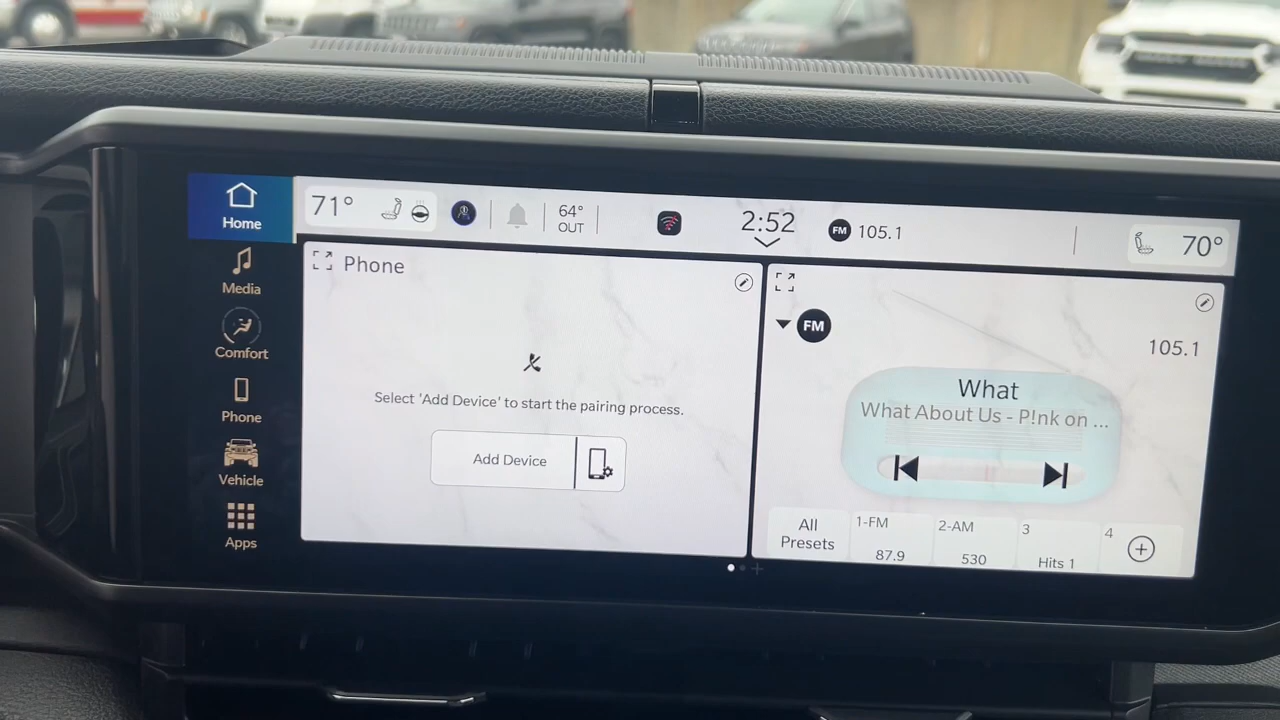 Home
71°
64°
OUT
2:52
FM
105.1
70°
Media
Comfort
Phone
Vehicle
Apps
Phone
Select 'Add Device' to start the pairing process.
Add Device
FM
105.1
What
What About Us - P!nk on ...
All
Presets
1-FM
87.9
2-AM
530
3
Hits 1
4